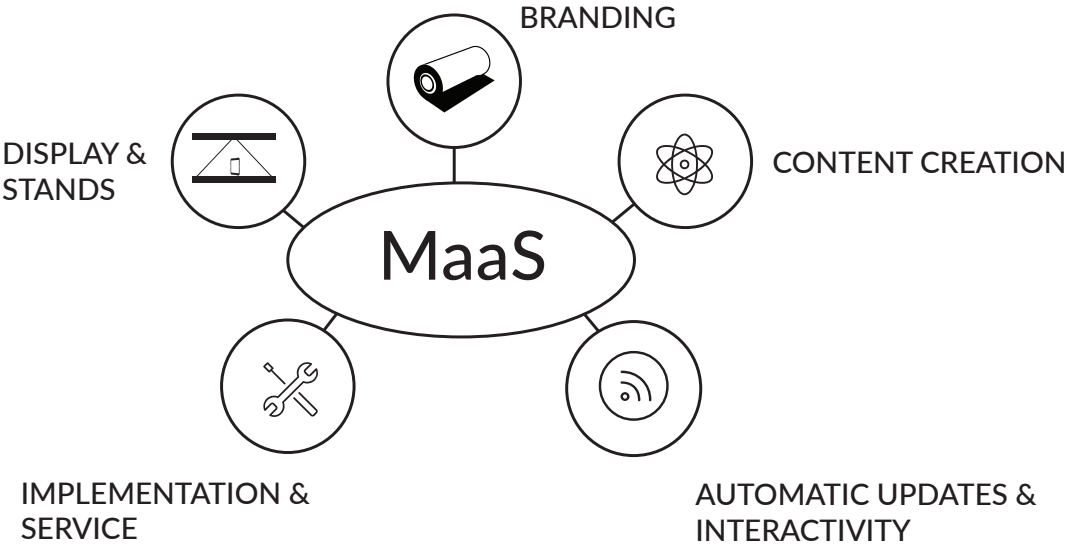 BRANDING
DISPLAY &
STANDS
CONTENT CREATION
MaaS
IMPLEMENTATION &
SERVICE
AUTOMATIC UPDATES &
INTERACTIVITY